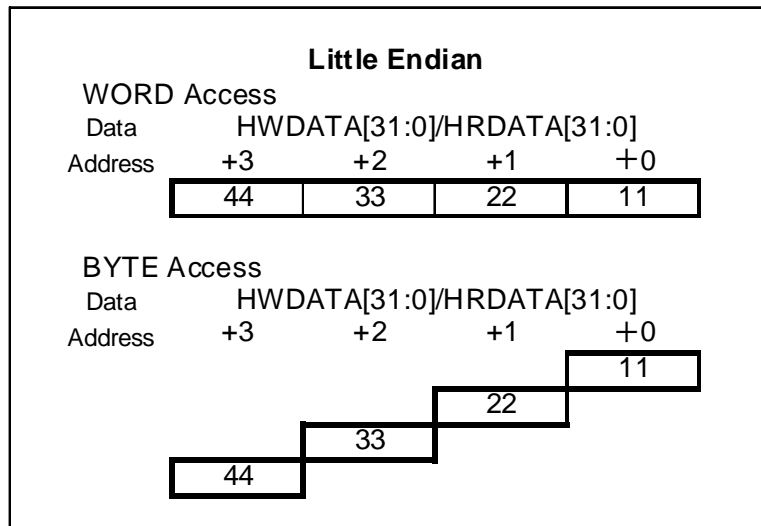 Little Endian
WORD Access
Data HWDATA[31:0]/HRDATA[31:0]
Address +3 +2 +1 +0
44 33 22 11
BYTE Access
Data HWDATA[31:0]/HRDATA[31:0]
Address +3 +2 +1 +0
11
22
33
44